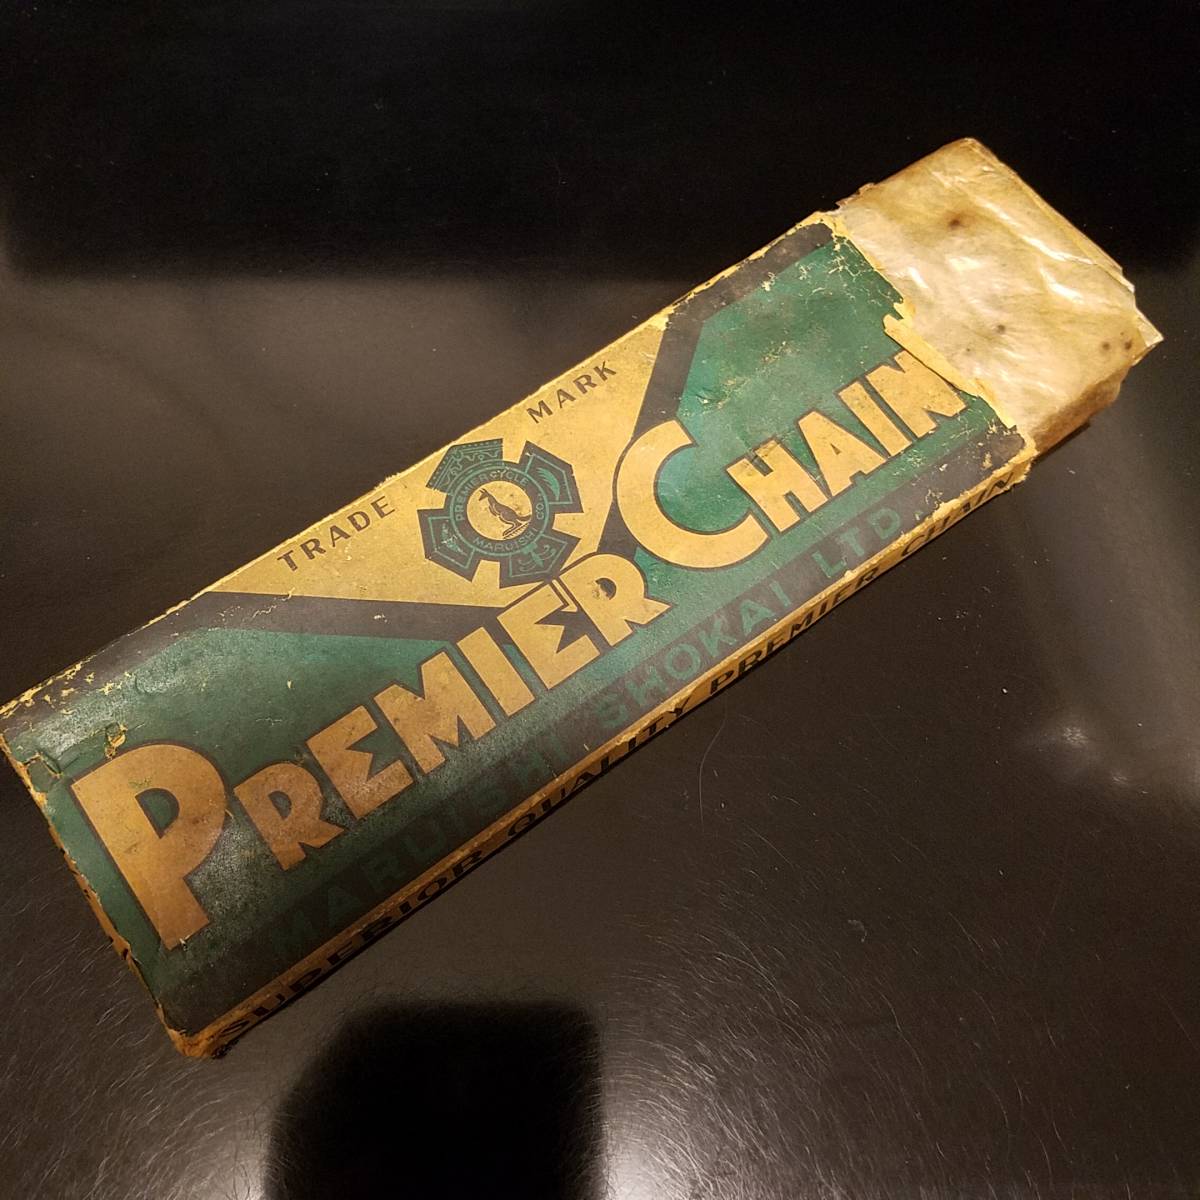 TRADE MARK
PREMIER CYCLE CO
MARUISHI
PREMIER CHAIN
MARUISHI SHOKAI LTD.
SUPERIOR QUALITY PREMIER CHAIN